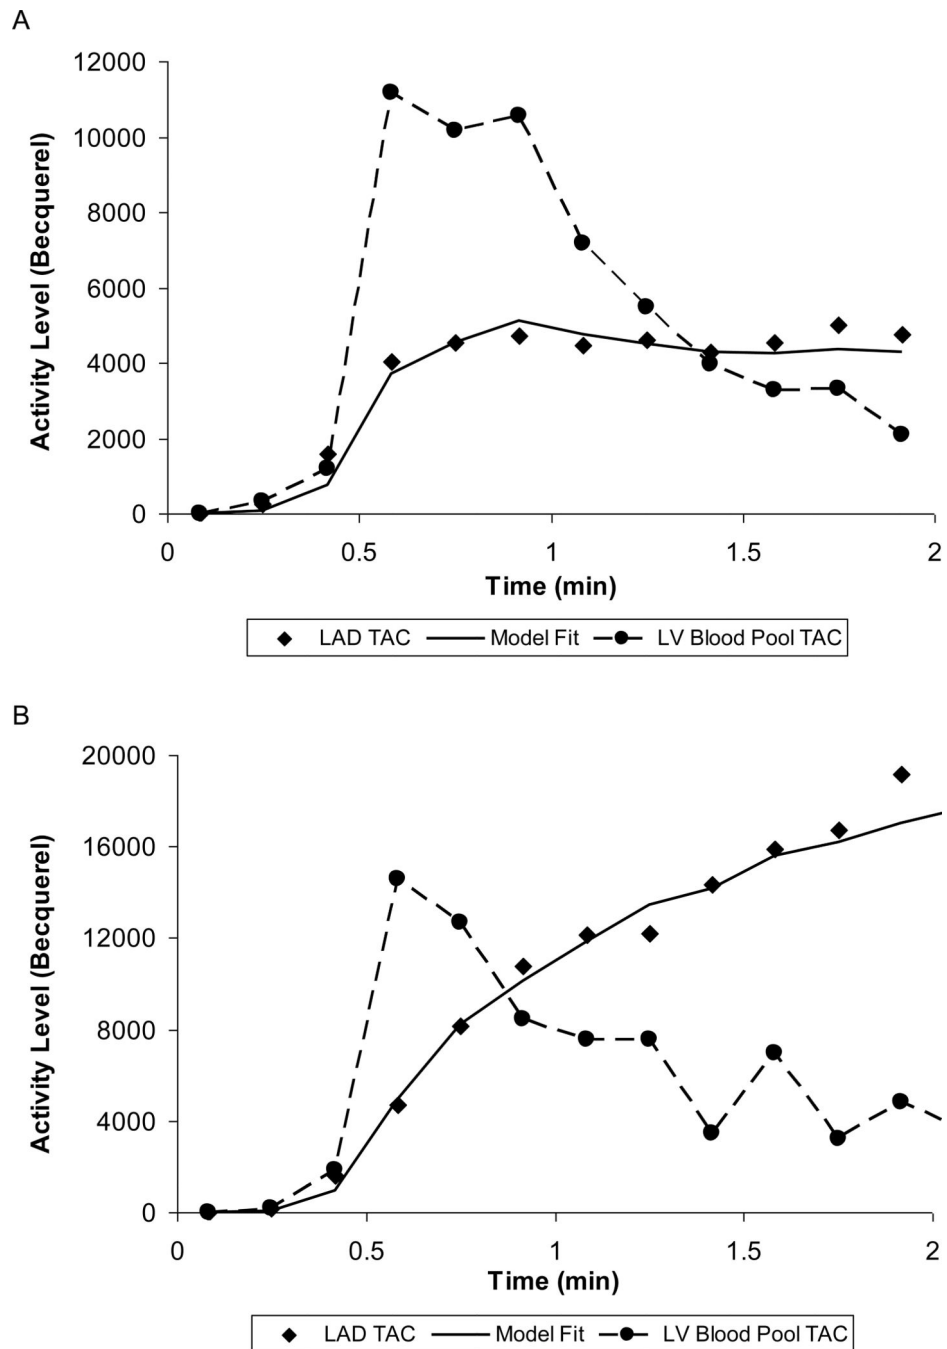 A
12000
10000
8000
6000
4000
2000
0
Activity Level (Becquerel)
0 0.5 1 1.5 2
Time (min)
LAD TAC Model Fit LV Blood Pool TAC
B
20000
16000
12000
8000
4000
0
Activity Level (Becquerel)
0 0.5 1 1.5 2
Time (min)
LAD TAC Model Fit LV Blood Pool TAC